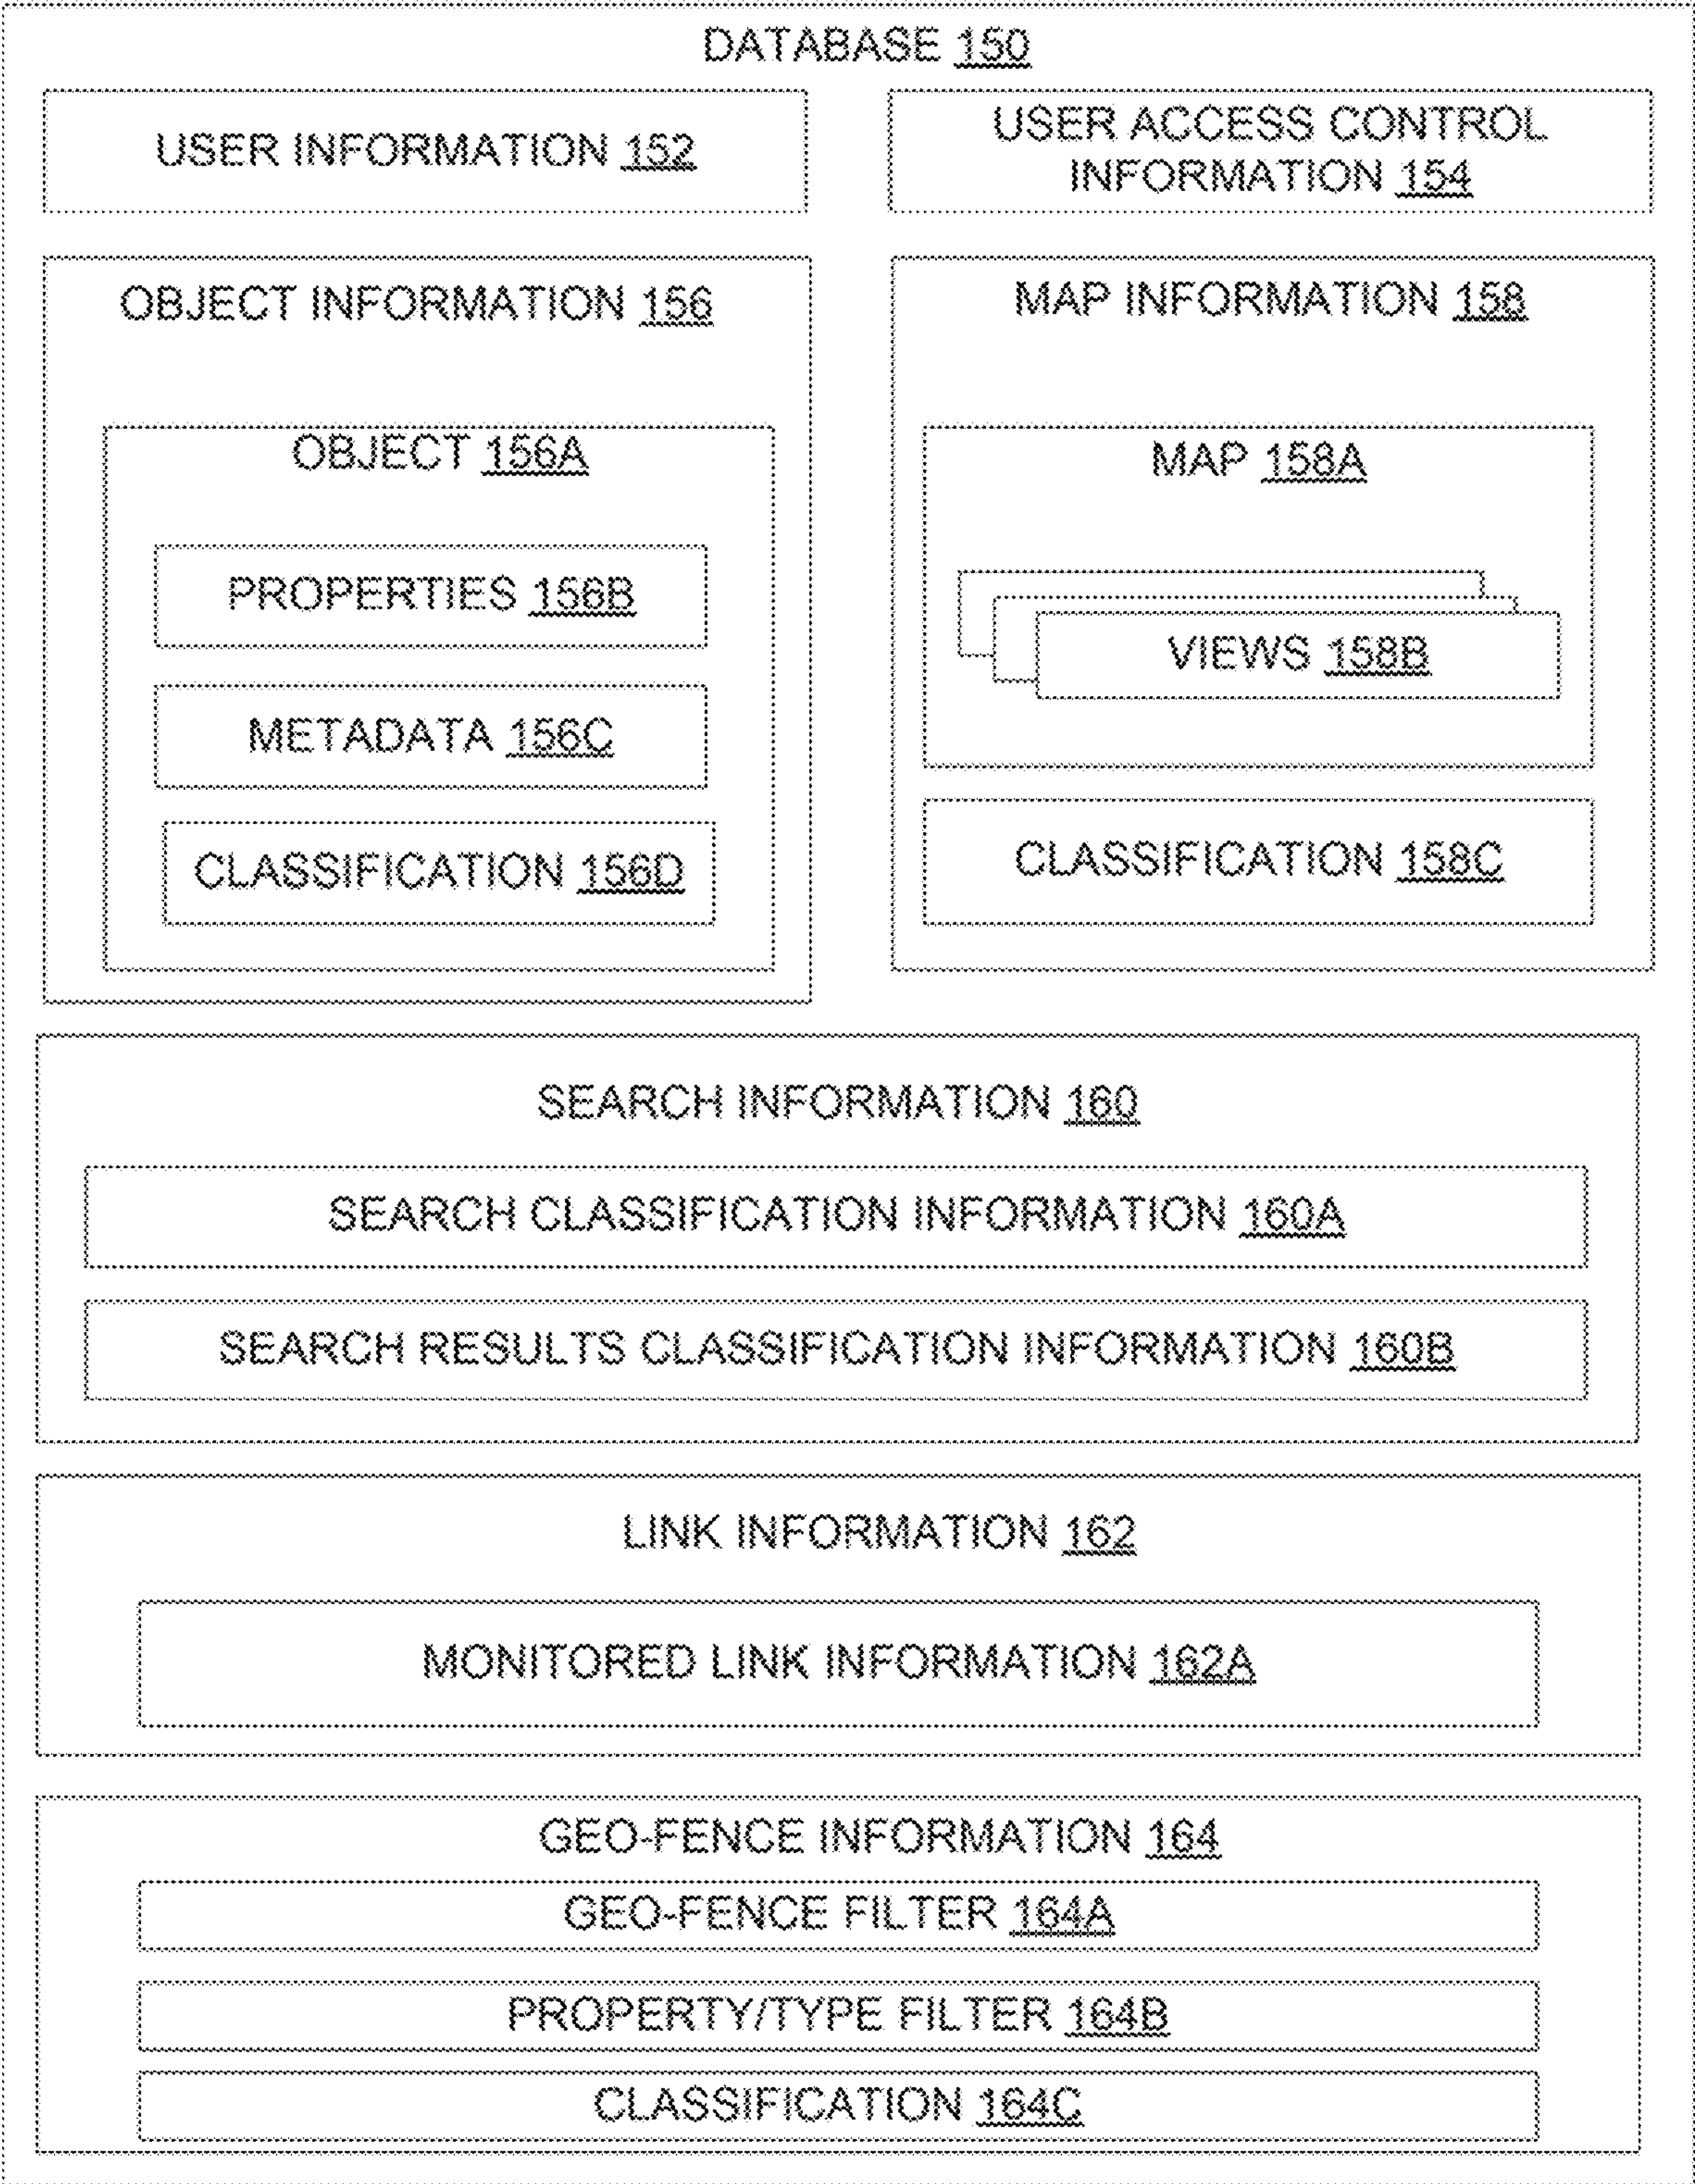 DATABASE 150
USER INFORMATION 152
USER ACCESS CONTROL
INFORMATION 154
OBJECT INFORMATION 156
OBJECT 156A
PROPERTIES 156B
METADATA 156C
CLASSIFICATION 156D
MAP INFORMATION 158
MAP 158A
VIEWS 158B
CLASSIFICATION 158C
SEARCH INFORMATION 160
SEARCH CLASSIFICATION INFORMATION 160A
SEARCH RESULTS CLASSIFICATION INFORMATION 160B
LINK INFORMATION 162
MONITORED LINK INFORMATION 162A
GEO-FENCE INFORMATION 164
GEO-FENCE FILTER 164A
PROPERTY/TYPE FILTER 164B
CLASSIFICATION 164C